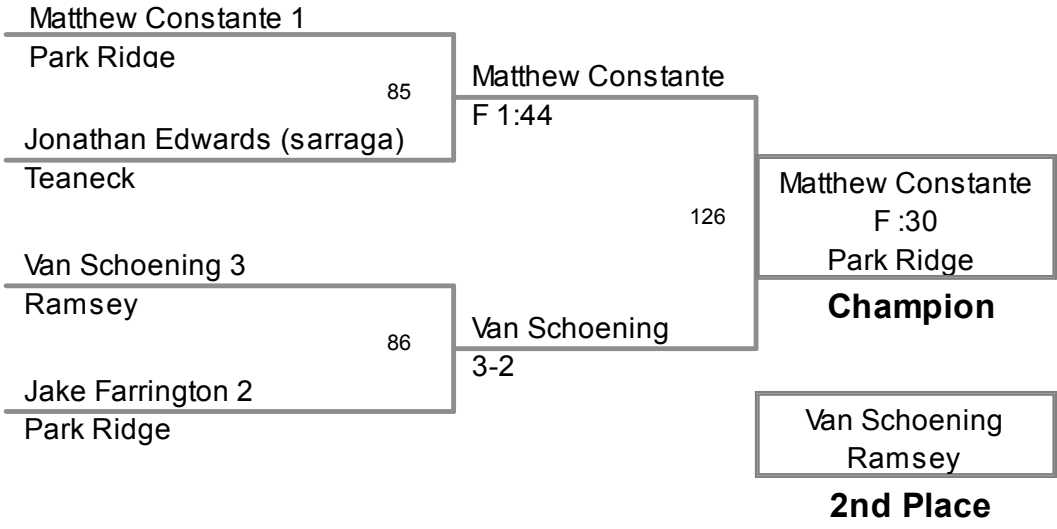 Matthew Constante 1
Park Ridge
85
Jonathan Edwards (sarraga)
Teaneck
Matthew Constante
F 1:44
Van Schoening 3
Ramsey
86
Jake Farrington 2
Park Ridge
Van Schoening
3-2
126
Matthew Constante
F :30
Park Ridge
Champion
Van Schoening
Ramsey
2nd Place